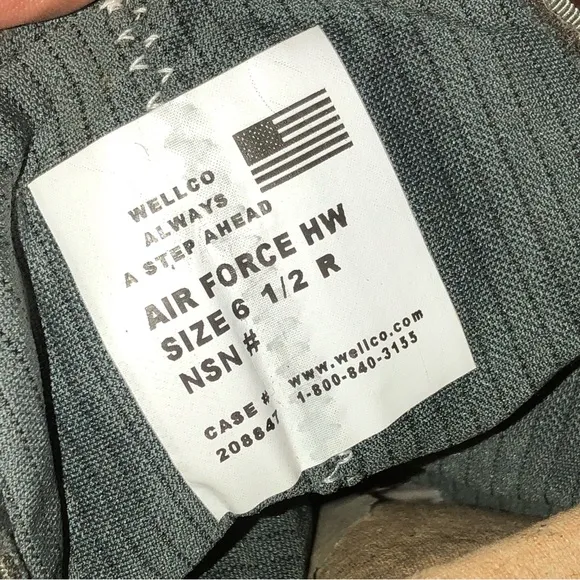 WELLCO
ALWAYS
A STEP AHEAD
AIR FORCE HW
SIZE 6 1/2 R
NSN #
CASE #
208847
www.wellco.com
1-800-840-3155